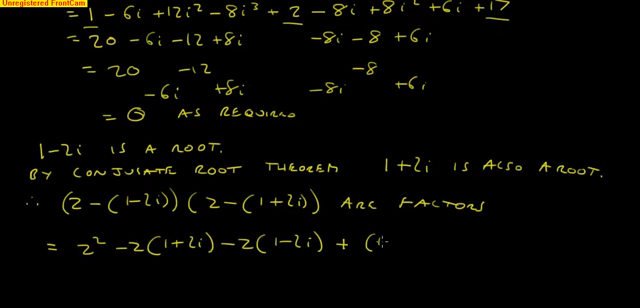 Unregistered FrontCam
= 1 - 6i + 12i² - 8i³ + 2 - 8i + 8i² + 6i + 17
= 20 - 6i - 12 + 8i - 8i - 8 + 6i
= 20 -12 -8
-6i +8i -8i +6i
= 0 AS REQUIRED
1-2i IS A ROOT.
BY CONJUGATE ROOT THEOREM 1+2i IS ALSO A ROOT.
∴ (z-(1-2i))(z-(1+2i)) ARE FACTORS
= z² - z(1+2i) - z(1-2i) + (1